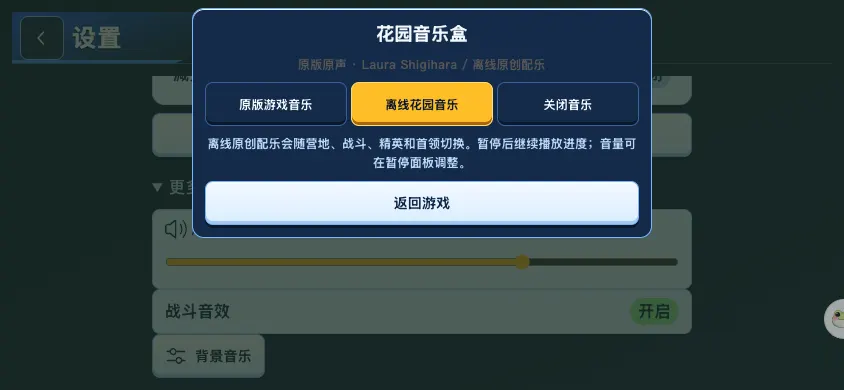 设置
花园音乐盒
原版原声 · Laura Shigihara / 离线原创配乐
原版游戏音乐
离线花园音乐
关闭音乐
离线原创配乐会随营地、战斗、精英和首领切换。暂停后继续播放进度；音量可
在暂停面板调整。
返回游戏
▼ 更多
战斗音效
开启
背景音乐